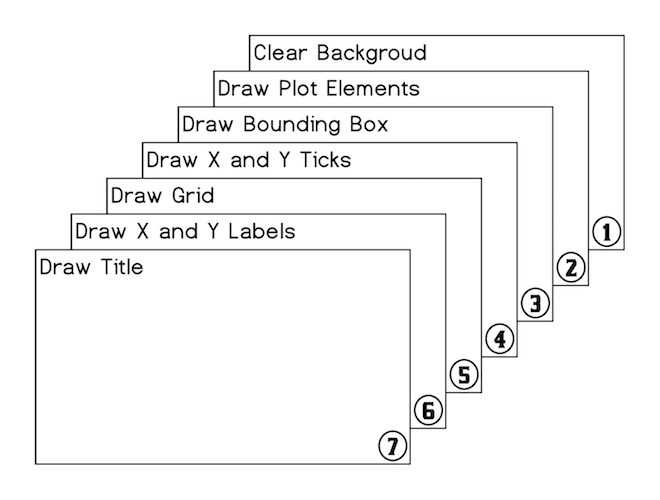 Clear Backgroud
Draw Plot Elements
Draw Bounding Box
Draw X and Y Ticks
Draw Grid
Draw X and Y Labels
Draw Title
1
2
3
4
5
6
7